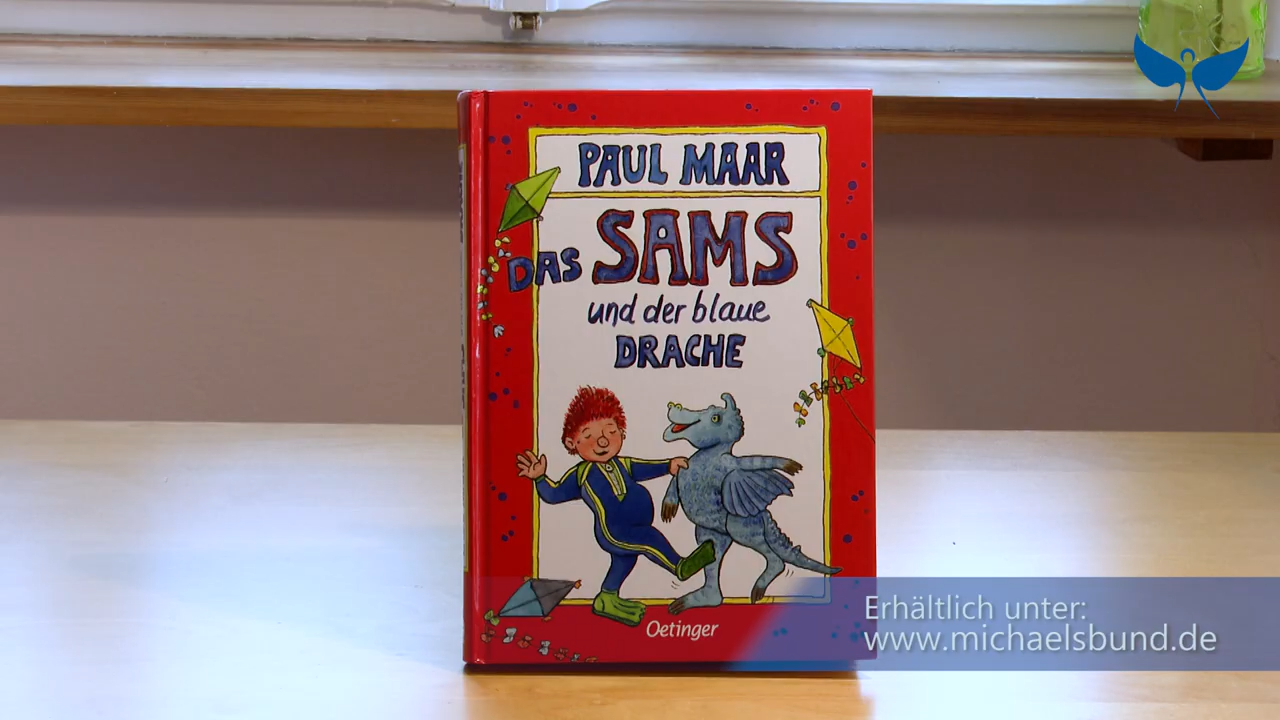 PAUL MAAR
DAS SAMS
und der blaue
DRACHE
Oetinger
Erhältlich unter:
www.michaelsbund.de